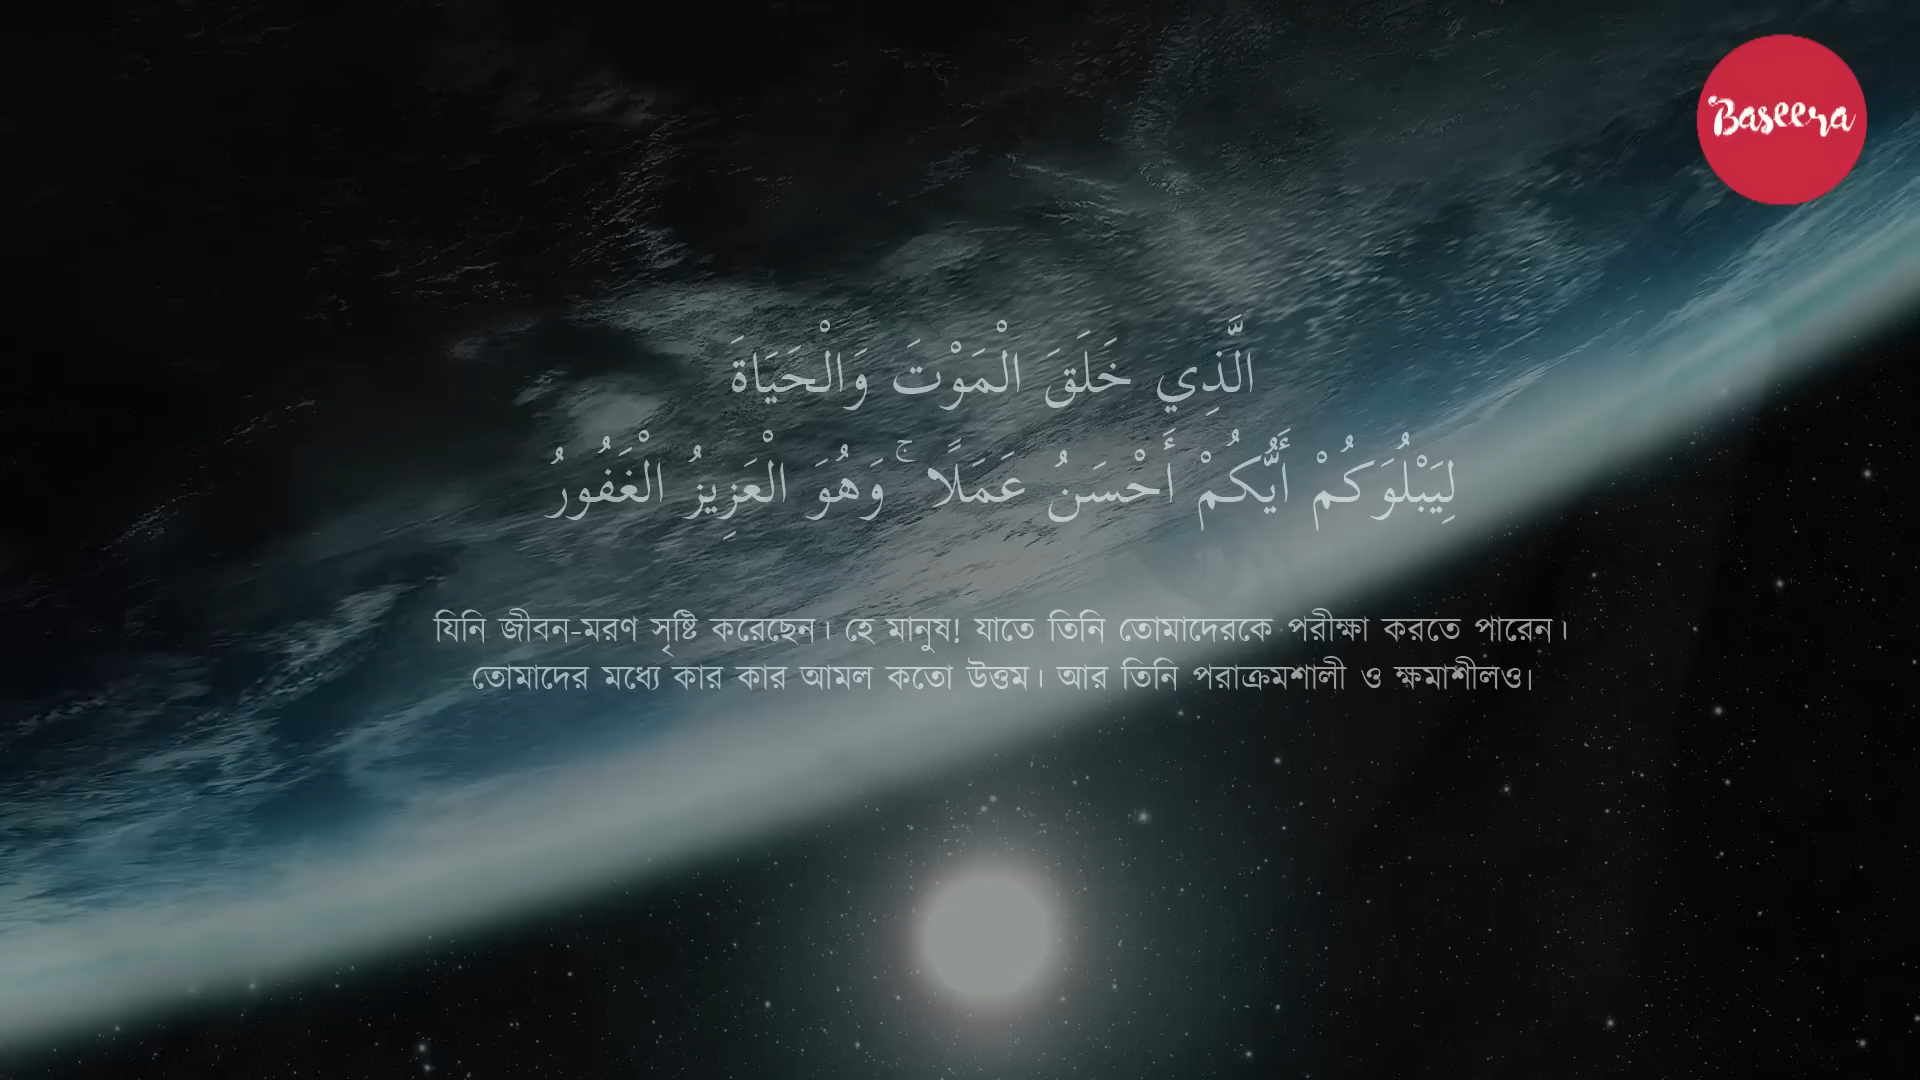 Baseera
الَّذِي خَلَقَ الْمَوْتَ وَالْحَيَاةَ
لِيَبْلُوَكُمْ أَيُّكُمْ أَحْسَنُ عَمَلًا ۚ وَهُوَ الْعَزِيزُ الْغَفُورُ
যিনি জীবন-মরণ সৃষ্টি করেছেন। হে মানুষ! যাতে তিনি তোমাদেরকে পরীক্ষা করতে পারেন।
তোমাদের মধ্যে কার কার আমল কতো উত্তম। আর তিনি পরাক্রমশালী ও ক্ষমাশীলও।